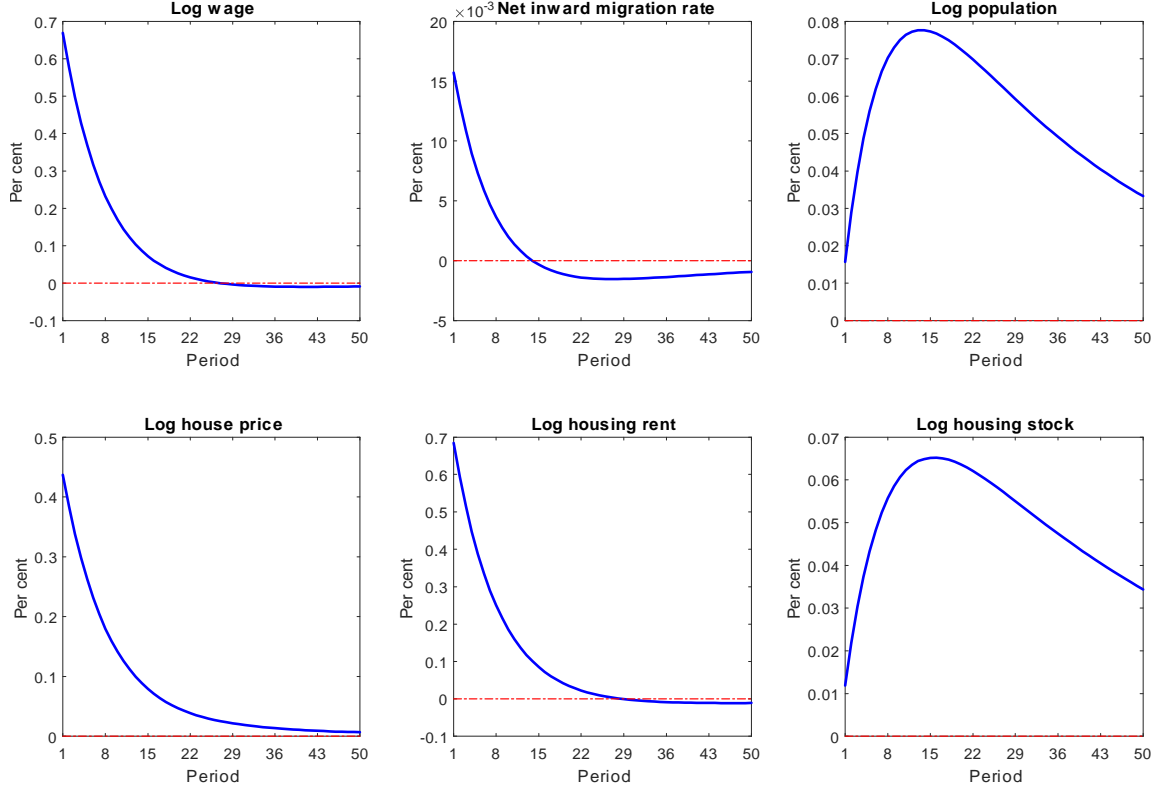 Log wage
Per cent
0.7
0.6
0.5
0.4
0.3
0.2
0.1
0
-0.1
1 8 15 22 29 36 43 50
Period
Net inward migration rate
×10-3
Per cent
20
15
10
5
0
-5
1 8 15 22 29 36 43 50
Period
Log population
Per cent
0.08
0.07
0.06
0.05
0.04
0.03
0.02
0.01
0
1 8 15 22 29 36 43 50
Period
Log house price
Per cent
0.5
0.4
0.3
0.2
0.1
0
1 8 15 22 29 36 43 50
Period
Log housing rent
Per cent
0.7
0.6
0.5
0.4
0.3
0.2
0.1
0
-0.1
1 8 15 22 29 36 43 50
Period
Log housing stock
Per cent
0.07
0.06
0.05
0.04
0.03
0.02
0.01
0
1 8 15 22 29 36 43 50
Period